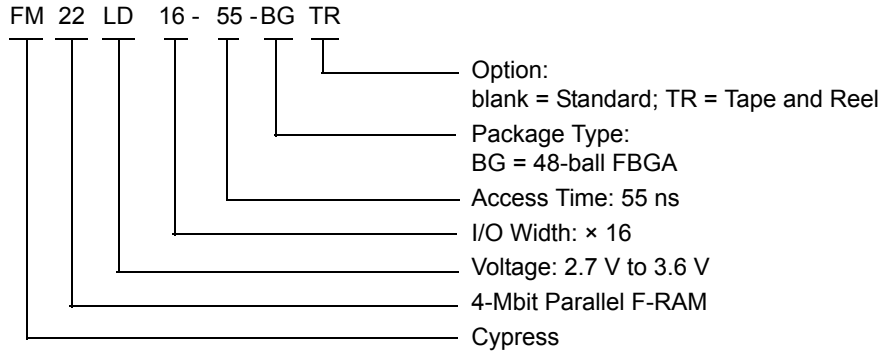 FM 22 LD 16 - 55 - BG TR
Option:
blank = Standard; TR = Tape and Reel
Package Type:
BG = 48-ball FBGA
Access Time: 55 ns
I/O Width: × 16
Voltage: 2.7 V to 3.6 V
4-Mbit Parallel F-RAM
Cypress